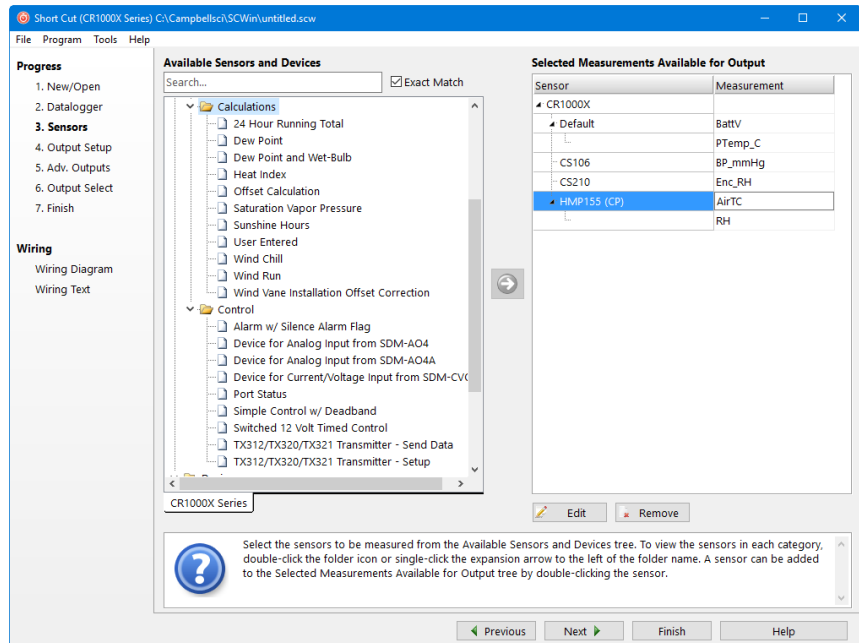 Short Cut (CR1000X Series) C:\Campbellsci\SCWin\untitled.scw
File Program Tools Help
Progress
1. New/Open
2. Datalogger
3. Sensors
4. Output Setup
5. Adv. Outputs
6. Output Select
7. Finish
Wiring
Wiring Diagram
Wiring Text
Available Sensors and Devices
Search...
Exact Match
Calculations
24 Hour Running Total
Dew Point
Dew Point and Wet-Bulb
Heat Index
Offset Calculation
Saturation Vapor Pressure
Sunshine Hours
User Entered
Wind Chill
Wind Run
Wind Vane Installation Offset Correction
Control
Alarm w/ Silence Alarm Flag
Device for Analog Input from SDM-AO4
Device for Analog Input from SDM-AO4A
Device for Current/Voltage Input from SDM-CVO
Port Status
Simple Control w/ Deadband
Switched 12 Volt Timed Control
TX312/TX320/TX321 Transmitter - Send Data
TX312/TX320/TX321 Transmitter - Setup
CR1000X Series
Selected Measurements Available for Output
Sensor Measurement
CR1000X
Default BattV
PTemp_C
CS106 BP_mmHg
CS210 Enc_RH
HMP155 (CP) AirTC
RH
Edit Remove
Select the sensors to be measured from the Available Sensors and Devices tree. To view the sensors in each category,
double-click the folder icon or single-click the expansion arrow to the left of the folder name. A sensor can be added
to the Selected Measurements Available for Output tree by double-clicking the sensor.
Previous Next Finish Help